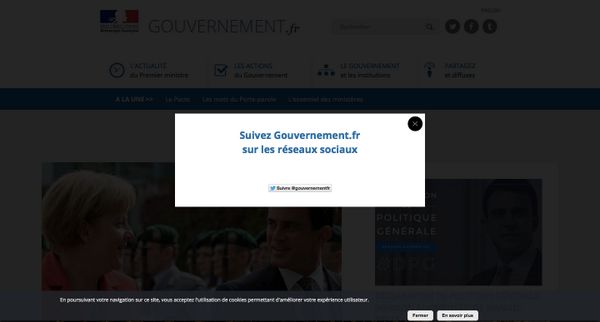 ENGLISH
GOUVERNEMENT.fr
Rechercher
L'ACTUALITÉ
du Premier ministre
LES ACTIONS
du Gouvernement
LE GOUVERNEMENT
et les institutions
PARTAGEZ
et diffusez
A LA UNE >> Le Pacte Les mots du Porte-parole L'essentiel des ministères
Suivez Gouvernement.fr
sur les réseaux sociaux
Suivre @gouvernementfr
POLITIQUE
GÉNÉRALE
#DPG
En poursuivant votre navigation sur ce site, vous acceptez l'utilisation de cookies permettant d'améliorer votre expérience utilisateur.
Fermer
En savoir plus